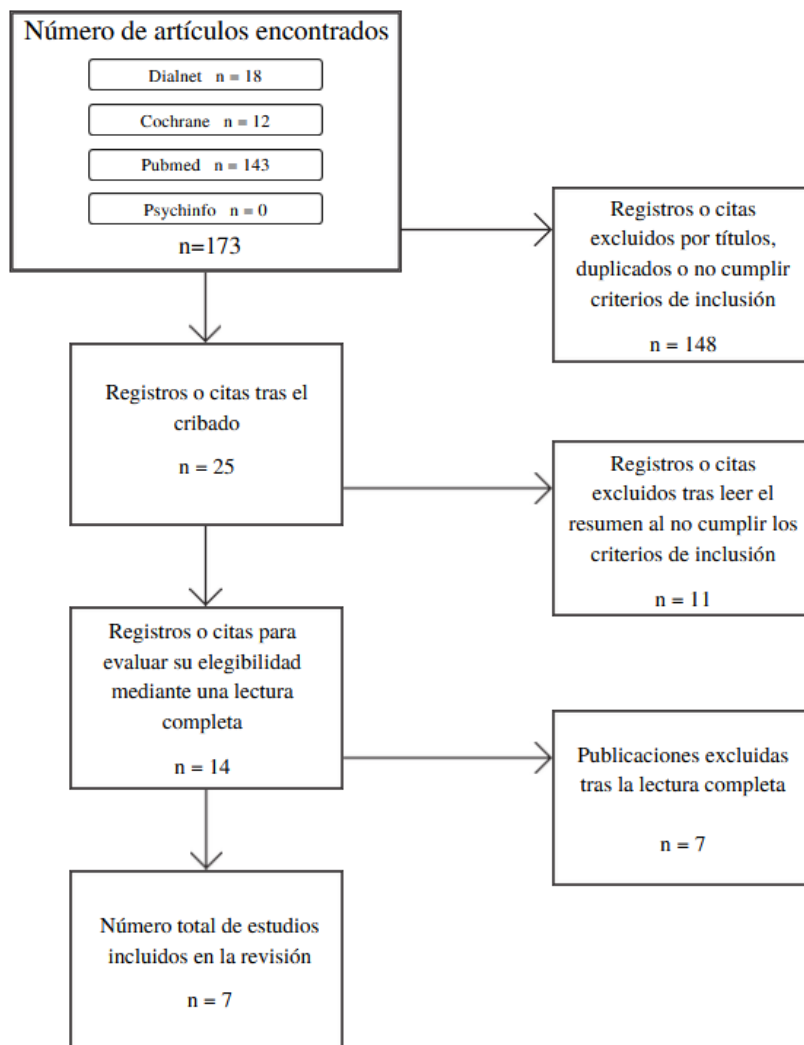 Número de artículos encontrados
Dialnet n = 18
Cochrane n = 12
Pubmed n = 143
Psychinfo n = 0
n=173
Registros o citas
excluidos por títulos,
duplicados o no cumplir
criterios de inclusión
n = 148
Registros o citas tras el
cribado
n = 25
Registros o citas
excluidos tras leer el
resumen al no cumplir los
criterios de inclusión
n = 11
Registros o citas para
evaluar su elegibilidad
mediante una lectura
completa
n = 14
Publicaciones excluidas
tras la lectura completa
n = 7
Número total de estudios
incluidos en la revisión
n = 7